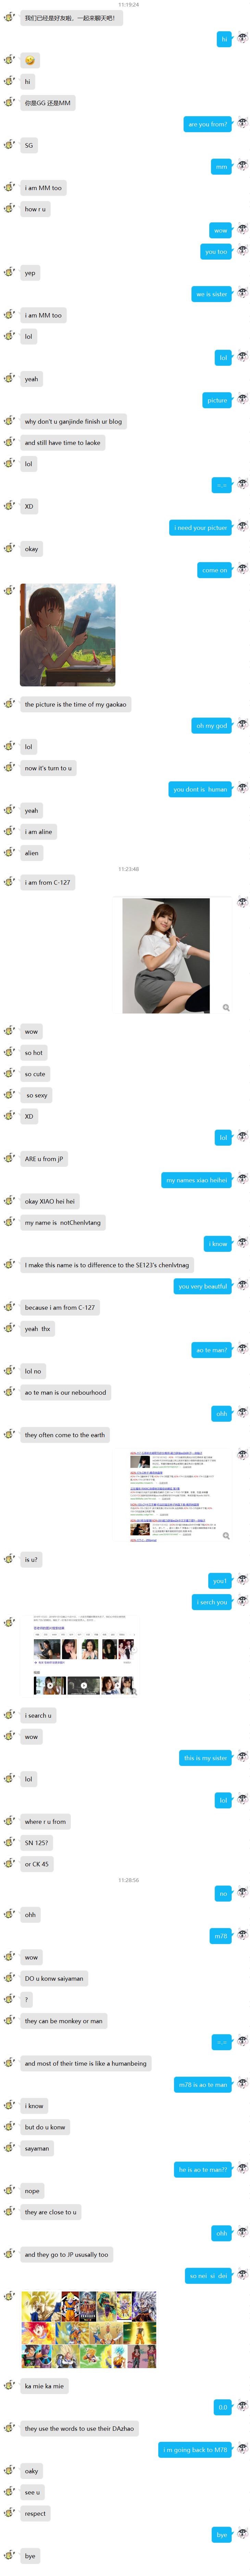 11:19:24
我们已经是好友啦，一起来聊天吧！
hi
hi
你是GG 还是MM
are you from?
SG
mm
i am MM too
how r u
wow
you too
yep
we is sister
i am MM too
lol
lol
yeah
picture
why don't u ganjinde finish ur blog
and still have time to laoke
lol
<.<
XD
i need your pictuer
okay
come on
the picture is the time of my gaokao
oh my god
lol
now it's turn to u
you dont is human
yeah
i am aline
alien
11:23:48
i am from C-127
wow
so hot
so cute
so sexy
XD
lol
ARE u from jP
my names xiao heihei
okay XIAO hei hei
my name is notChenIvtang
i know
I make this name is to difference to the SE123's chenIvtnag
you very beautful
because i am from C-127
yeah thx
ao te man?
lol no
ao te man is our nebourhood
ohh
they often come to the earth
is u?
you1
i serch you
i search u
wow
this is my sister
lol
lol
where r u from
SN 125?
or CK 45
11:28:56
no
ohh
m78
wow
DO u konw saiyaman
?
they can be monkey or man
<.<
and most of their time is like a humanbeing
m78 is ao te man
i know
but do u konw
sayaman
he is ao te man??
nope
they are close to u
ohh
and they go to JP ususally too
so nei si dei
ka mie ka mie
0.0
they use the words to use their DAzhao
i m going back to M78
oaky
see u
respect
bye
bye